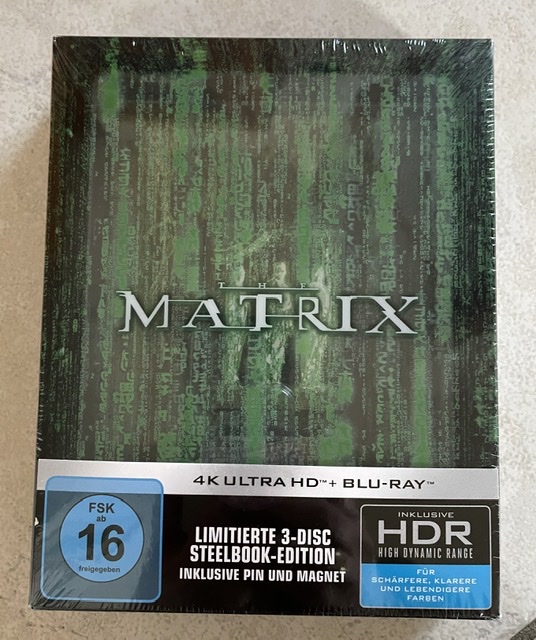 THE
MATRIX
4K ULTRA HD™ + BLU-RAY™
FSK
ab
16
freigegeben
LIMITIERTE 3-DISC
STEELBOOK-EDITION
INKLUSIVE PIN UND MAGNET
INKLUSIVE
HDR
HIGH DYNAMIC RANGE
FÜR
SCHÄRFERE, KLARERE
UND LEBENDIGERE
FARBEN